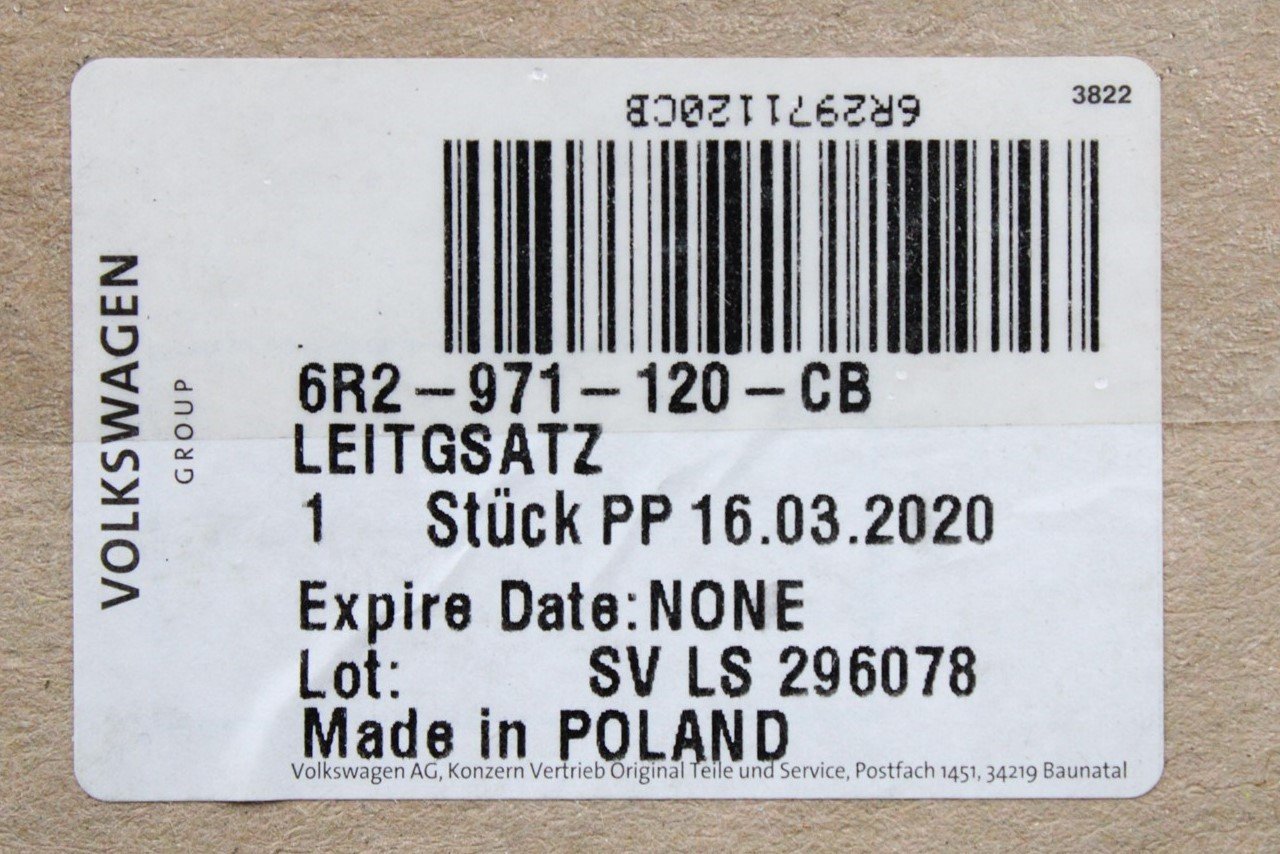 3822
6R2971120CB
VOLKSWAGEN
GROUP
6R2-971-120-CB
LEITGSATZ
1 Stück PP 16.03.2020
Expire Date:NONE
Lot: SV LS 296078
Made in POLAND
Volkswagen AG, Konzern Vertrieb Original Teile und Service, Postfach 1451, 34219 Baunatal